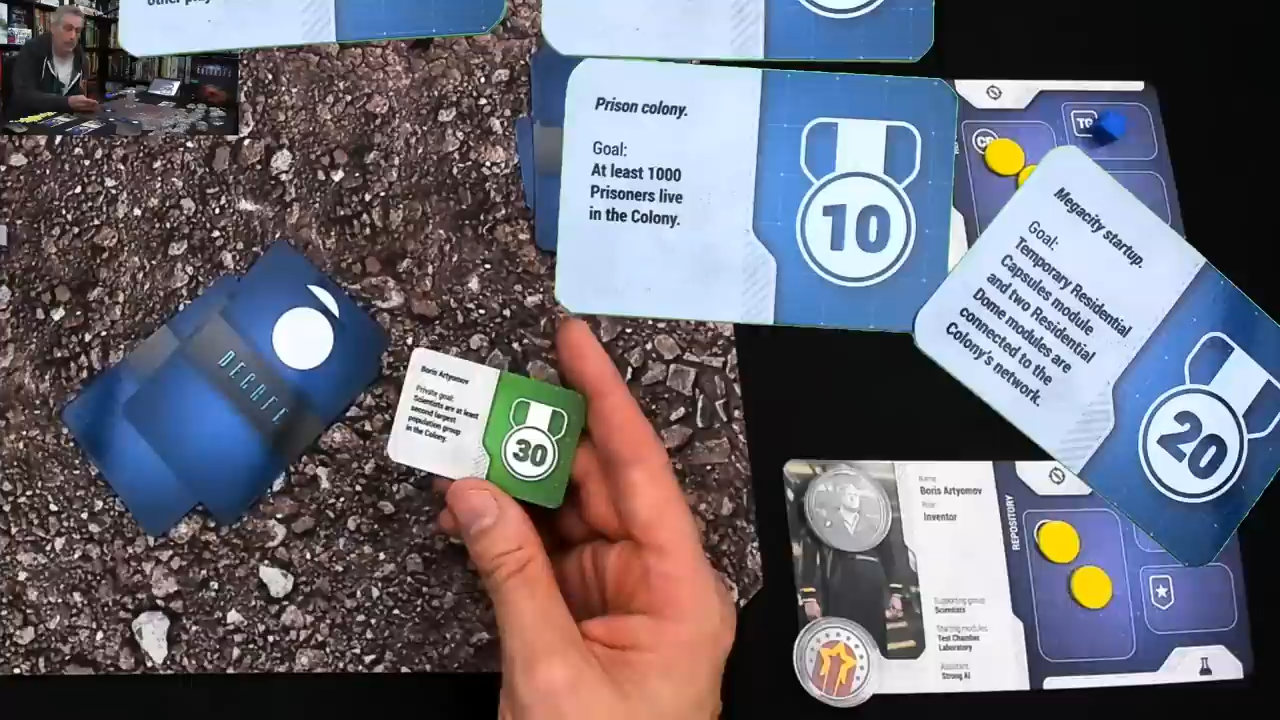 other
Prison colony.
Goal:
At least 1000
Prisoners live
in the Colony.
10
TC
Megacity startup.
Goal:
Temporary Residential
Capsules module
and two Residential
Dome modules are
connected to the
Colony's network.
20
Boris Artyomov
Private goal:
Scientists are at least
second largest
population group
in the Colony.
30
Name
Boris Artyomov
Role
Inventor
REPOSITORY
Supporting group
Scientists
Starting modules
Test Chamber
Laboratory
Assistant
Strong AI